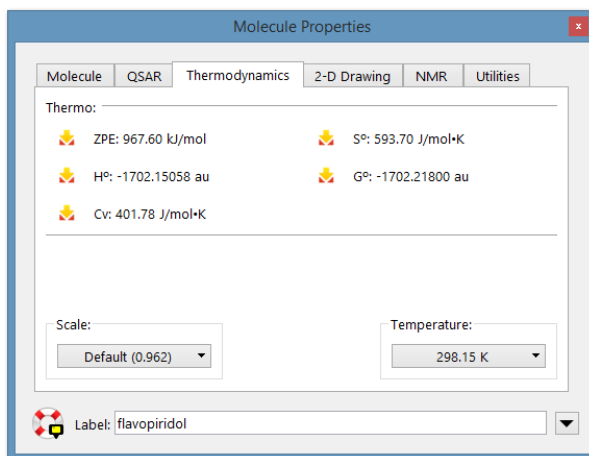 Molecule Properties
x
Molecule QSAR Thermodynamics 2-D Drawing NMR Utilities
Thermo:
ZPE: 967.60 kJ/mol S°: 593.70 J/mol•K
H°: -1702.15058 au G°: -1702.21800 au
Cv: 401.78 J/mol•K
Scale: Temperature:
Default (0.962) 298.15 K
Label: flavopiridol